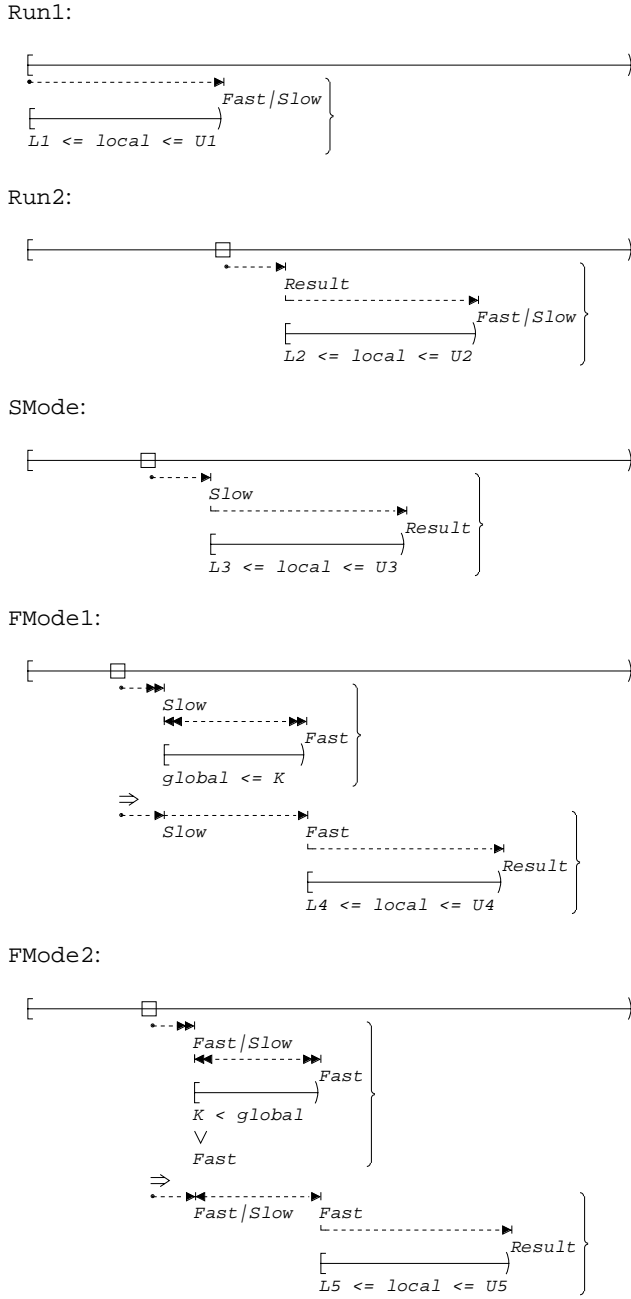 Run1:
Fast|Slow
L1 <= local <= U1
Run2:
Result
Fast|Slow
L2 <= local <= U2
SMode:
Slow
Result
L3 <= local <= U3
FMode1:
Slow
Fast
global <= K
⇒
Slow Fast
Result
L4 <= local <= U4
FMode2:
Fast|Slow
Fast
K < global
∨
Fast
⇒
Fast|Slow Fast
Result
L5 <= local <= U5